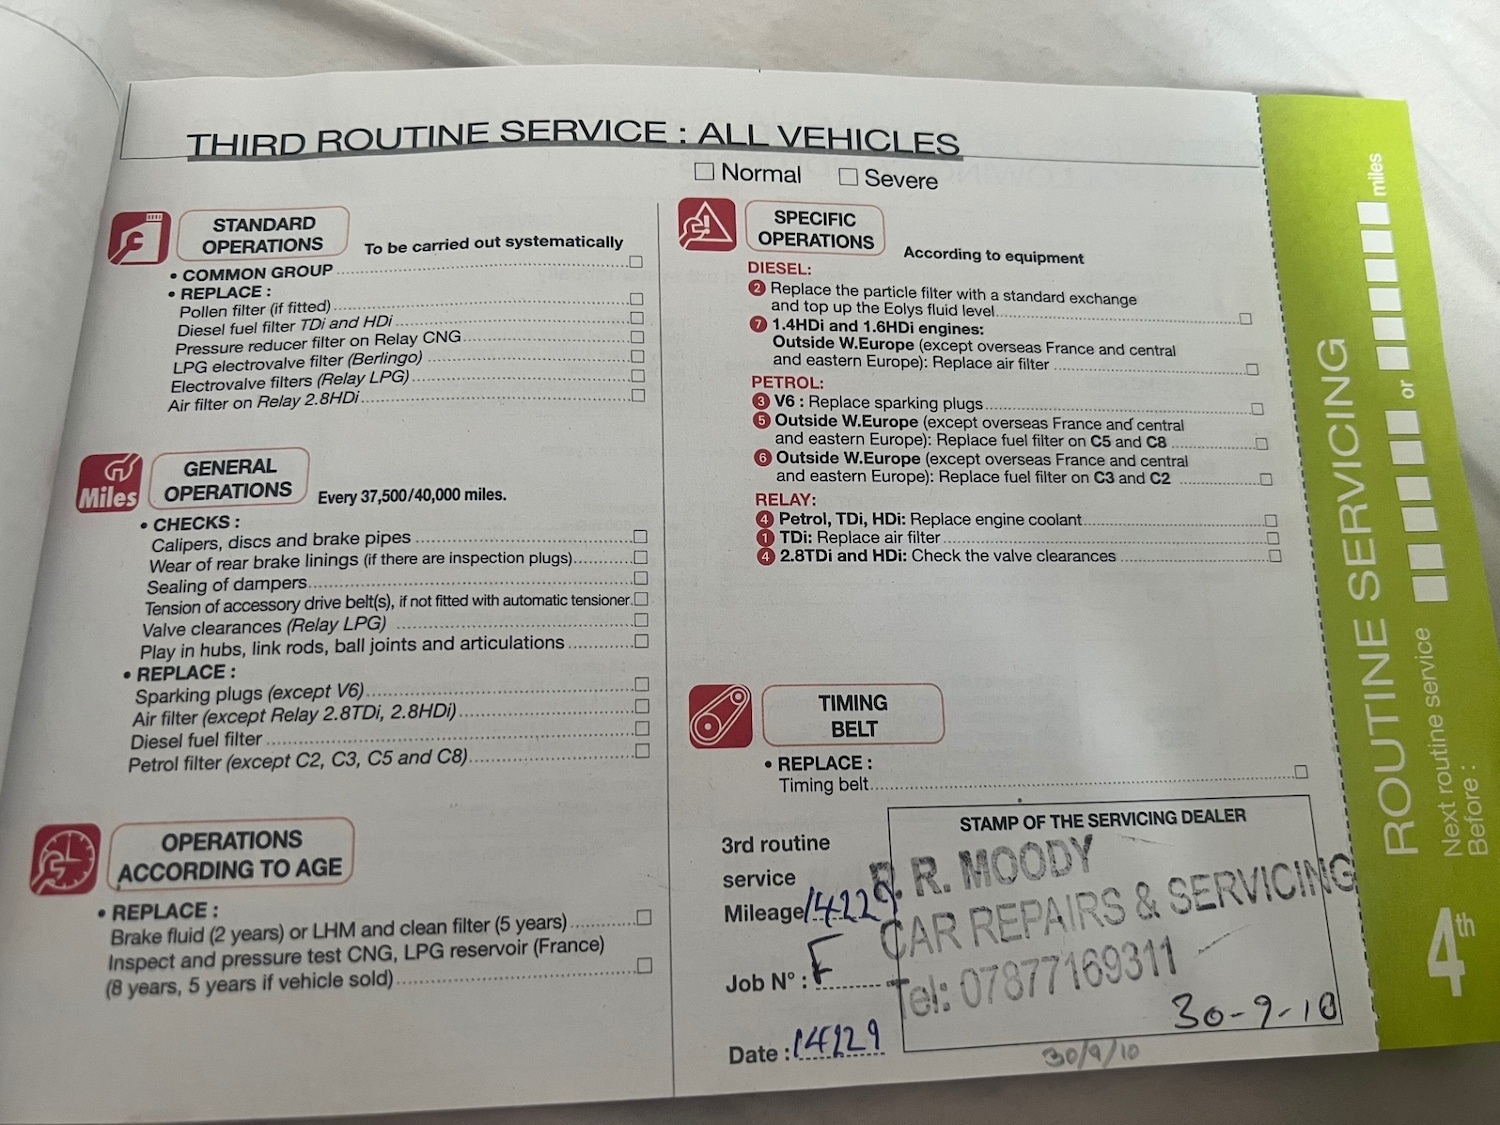 THIRD ROUTINE SERVICE : ALL VEHICLES
Normal
Severe
STANDARD
OPERATIONS
To be carried out systematically
• COMMON GROUP
• REPLACE :
Pollen filter (if fitted)
Diesel fuel filter TDi and HDi
Pressure reducer filter on Relay CNG
LPG electrovalve filter (Berlingo)
Electrovalve filters (Relay LPG)
Air filter on Relay 2.8HDi
Miles
GENERAL
OPERATIONS
Every 37,500/40,000 miles.
• CHECKS :
Calipers, discs and brake pipes
Wear of rear brake linings (if there are inspection plugs)
Sealing of dampers
Tension of accessory drive belt(s), if not fitted with automatic tensioner
Valve clearances (Relay LPG)
Play in hubs, link rods, ball joints and articulations
• REPLACE :
Sparking plugs (except V6)
Air filter (except Relay 2.8TDi, 2.8HDi)
Diesel fuel filter
Petrol filter (except C2, C3, C5 and C8)
OPERATIONS
ACCORDING TO AGE
• REPLACE :
Brake fluid (2 years) or LHM and clean filter (5 years)
Inspect and pressure test CNG, LPG reservoir (France)
(8 years, 5 years if vehicle sold)
SPECIFIC
OPERATIONS
According to equipment
DIESEL:
2 Replace the particle filter with a standard exchange
and top up the Eolys fluid level
7 1.4HDi and 1.6HDi engines:
Outside W.Europe (except overseas France and central
and eastern Europe): Replace air filter
PETROL:
3 V6 : Replace sparking plugs
5 Outside W.Europe (except overseas France and central
and eastern Europe): Replace fuel filter on C5 and C8
6 Outside W.Europe (except overseas France and central
and eastern Europe): Replace fuel filter on C3 and C2
RELAY:
4 Petrol, TDi, HDi: Replace engine coolant
1 TDi: Replace air filter
4 2.8TDi and HDi: Check the valve clearances
TIMING
BELT
• REPLACE :
Timing belt
3rd routine
service
Mileage 14229
Job N° : F
Date : 14229
STAMP OF THE SERVICING DEALER
R. MOODY
CAR REPAIRS & SERVICING
Tel: 07877169311
30-9-10
30/9/10
ROUTINE SERVICING
4th
Next routine service
Before :
or
miles